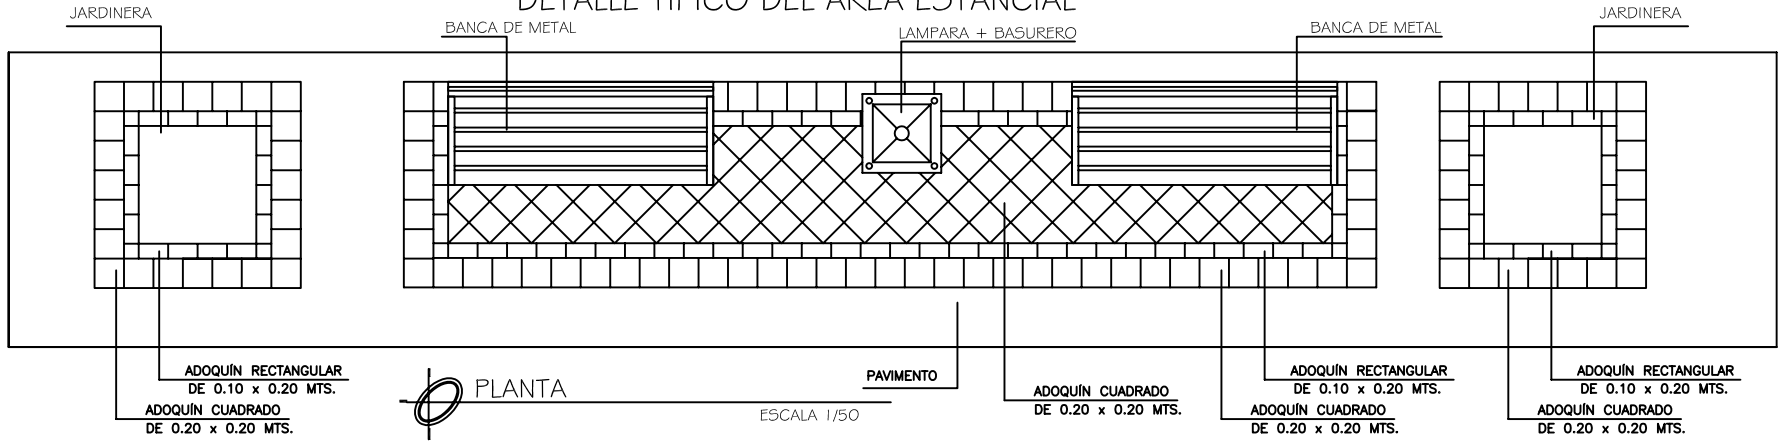 DETALLE TIPICO DEL AREA ESTANCIAL
JARDINERA
BANCA DE METAL
LAMPARA + BASURERO
BANCA DE METAL
JARDINERA
ADOQUÍN RECTANGULAR
DE 0.10 x 0.20 MTS.
ADOQUÍN CUADRADO
DE 0.20 x 0.20 MTS.
PLANTA
ESCALA 1/50
PAVIMENTO
ADOQUÍN CUADRADO
DE 0.20 x 0.20 MTS.
ADOQUÍN RECTANGULAR
DE 0.10 x 0.20 MTS.
ADOQUÍN CUADRADO
DE 0.20 x 0.20 MTS.
ADOQUÍN RECTANGULAR
DE 0.10 x 0.20 MTS.
ADOQUÍN CUADRADO
DE 0.20 x 0.20 MTS.